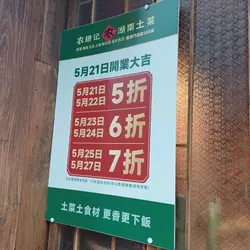 农耕记 湖南土菜
5月21日開業大吉
5月21日
5月22日
5折
5月23日
5月24日
6折
5月25日
5月27日
7折
土菜土食材 更香更下飯